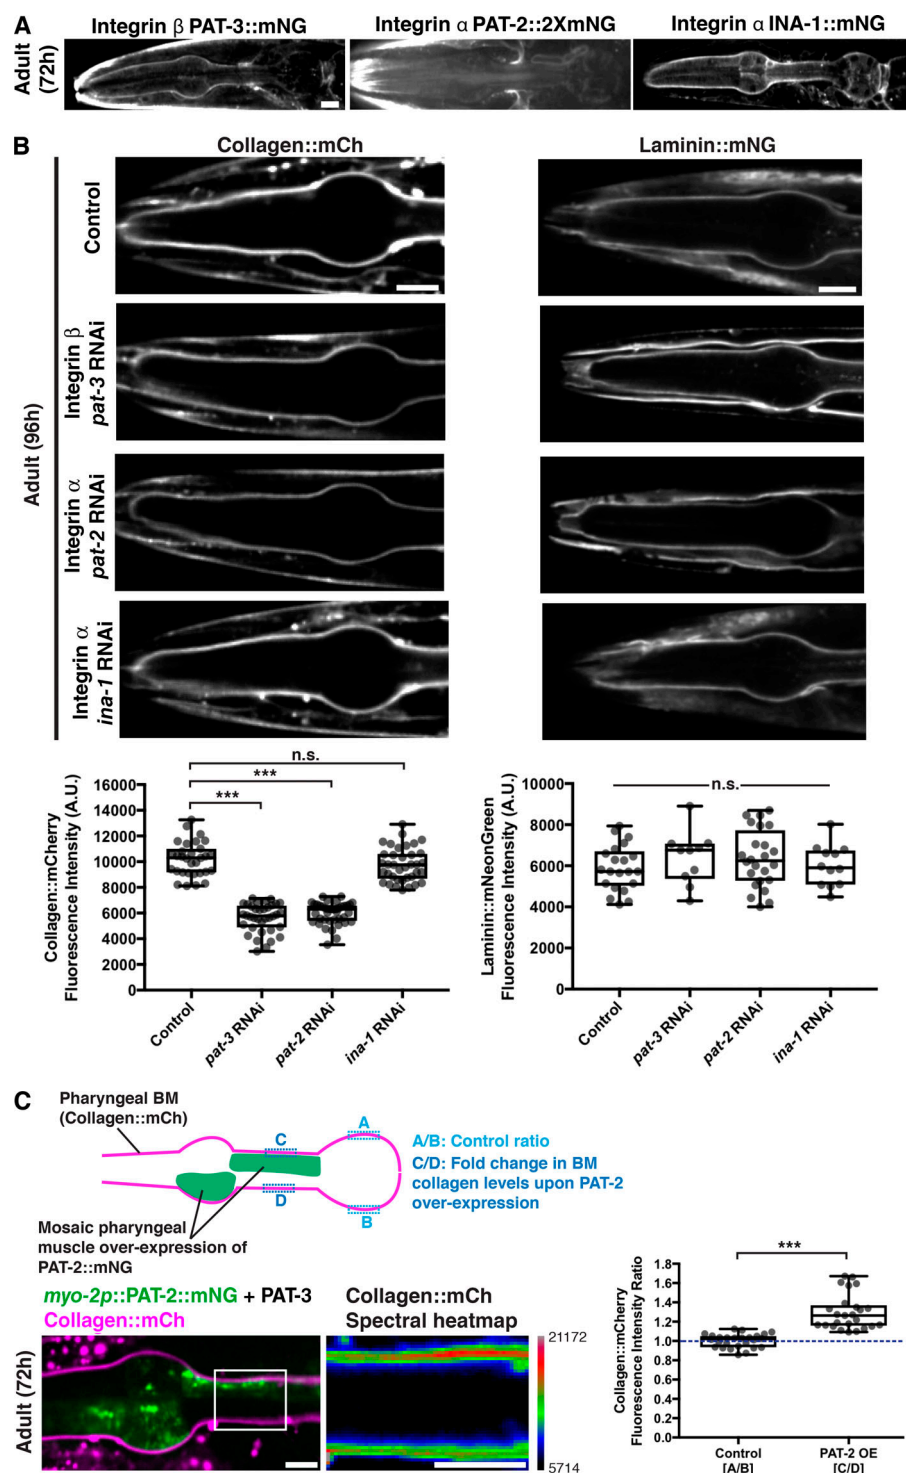 A
Integrin β PAT-3::mNG
Integrin α PAT-2::2XmNG
Integrin α INA-1::mNG
Adult
(72h)
B
Collagen::mCh
Laminin::mNG
Adult (96h)
Control
Integrin β
pat-3 RNAi
Integrin α
pat-2 RNAi
Integrin α
ina-1 RNAi
Collagen::mCherry
Fluorescence Intensity (A.U.)
16000
14000
12000
10000
8000
6000
4000
2000
0
n.s.
***
***
Control
pat-3 RNAi
pat-2 RNAi
ina-1 RNAi
Laminin::mNeonGreen
Fluorescence Intensity (A.U.)
10000
8000
6000
4000
2000
0
n.s.
Control
pat-3 RNAi
pat-2 RNAi
ina-1 RNAi
C
Pharyngeal BM
(Collagen::mCh)
A
B
C
D
A/B: Control ratio
C/D: Fold change in BM
collagen levels upon PAT-2
over-expression
Mosaic pharyngeal
muscle over-expression of
PAT-2::mNG
myo-2p::PAT-2::mNG + PAT-3
Collagen::mCh
Adult (72h)
Collagen::mCh
Spectral heatmap
21172
5714
Collagen::mCherry
Fluorescence Intensity Ratio
1.8
1.6
1.4
1.2
1.0
0.8
0.6
0.4
0.2
0.0
***
Control
[A/B]
PAT-2 OE
[C/D]